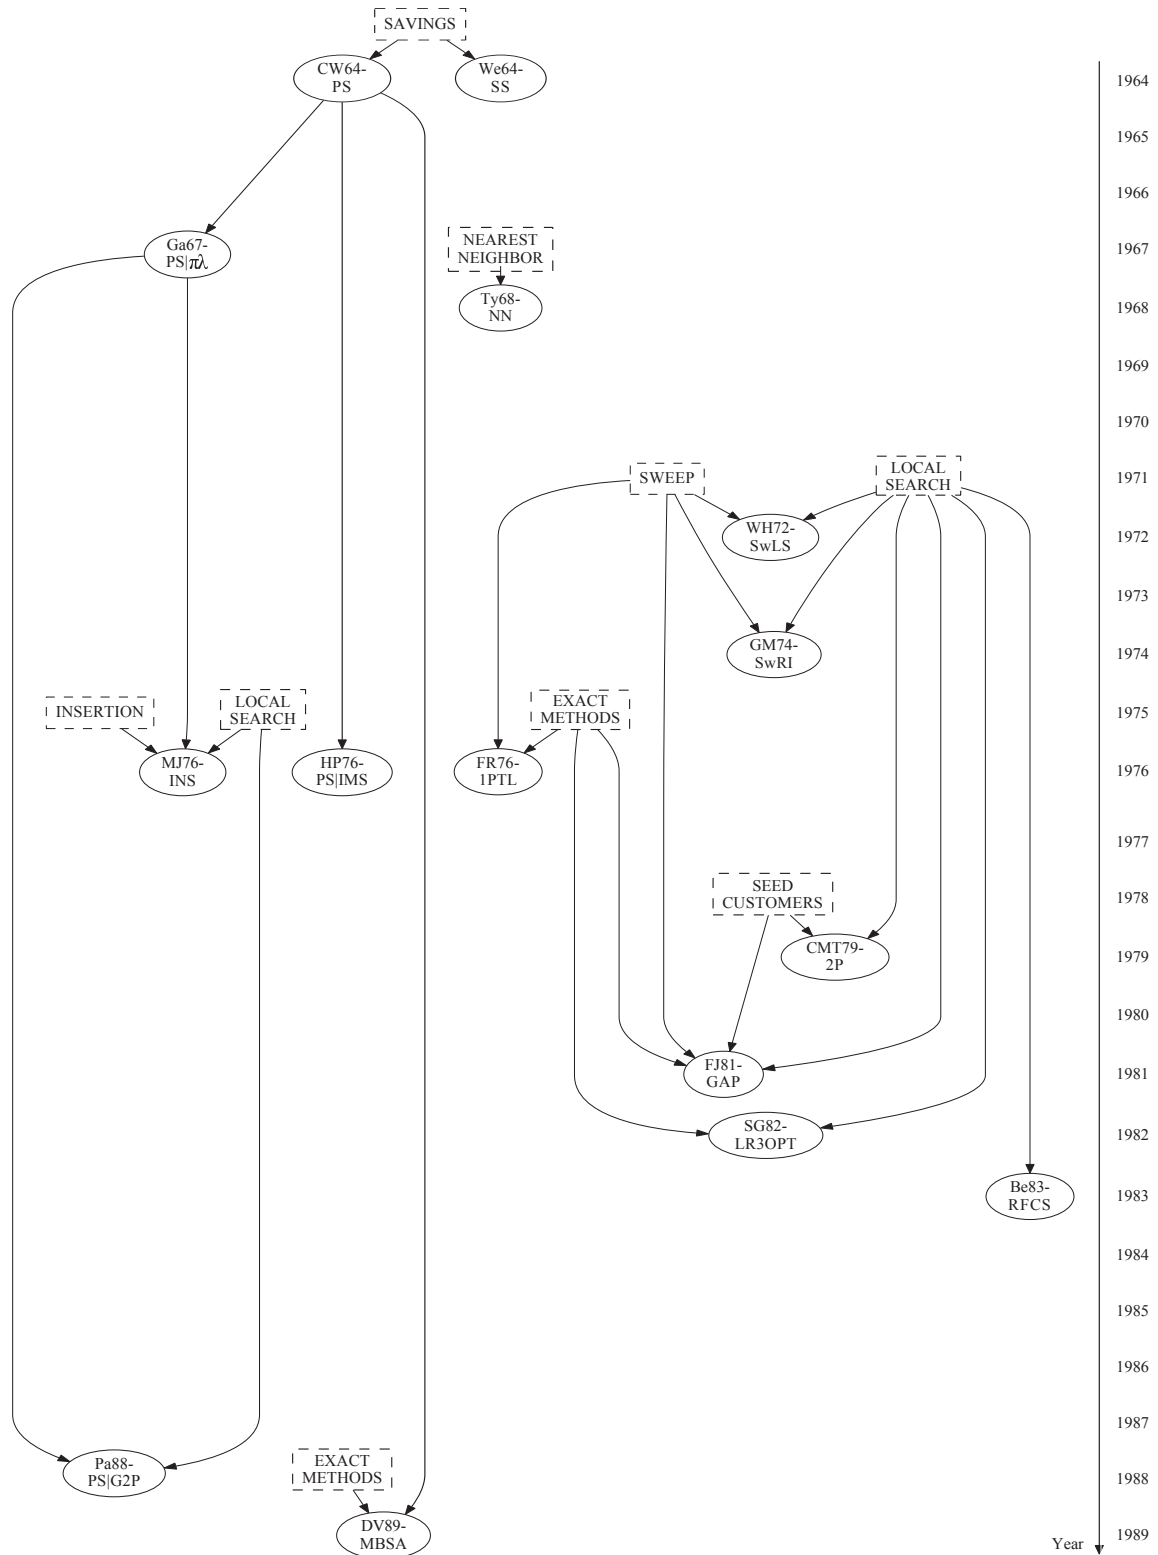 SAVINGS
CW64-
PS
We64-
SS
1964
1965
1966
Ga67-
PS|πλ
NEAREST
NEIGHBOR
1967
Ty68-
NN
1968
1969
1970
SWEEP
LOCAL
SEARCH
1971
WH72-
SwLS
1972
1973
GM74-
SwRI
1974
INSERTION
LOCAL
SEARCH
EXACT
METHODS
1975
MJ76-
INS
HP76-
PS|IMS
FR76-
1PTL
1976
1977
SEED
CUSTOMERS
1978
CMT79-
2P
1979
1980
FJ81-
GAP
1981
SG82-
LR3OPT
1982
Be83-
RFCS
1983
1984
1985
1986
1987
Pa88-
PS|G2P
EXACT
METHODS
1988
DV89-
MBSA
1989
Year